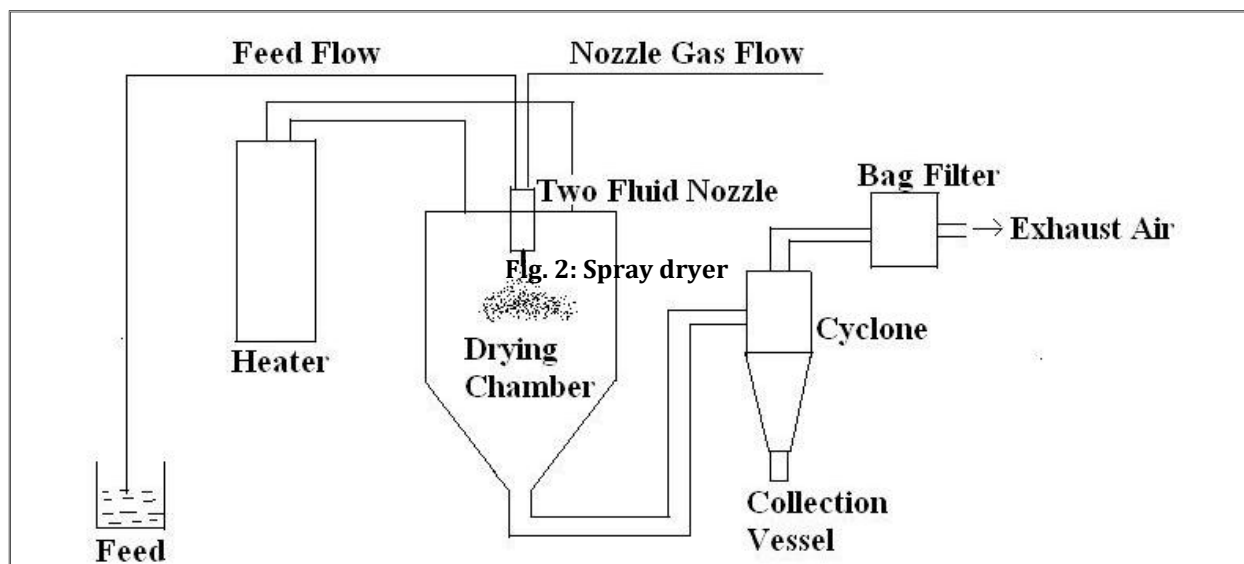 Feed Flow
Nozzle Gas Flow
Two Fluid Nozzle
Bag Filter
Exhaust Air
Fig. 2: Spray dryer
Cyclone
Drying
Chamber
Heater
Collection
Vessel
Feed